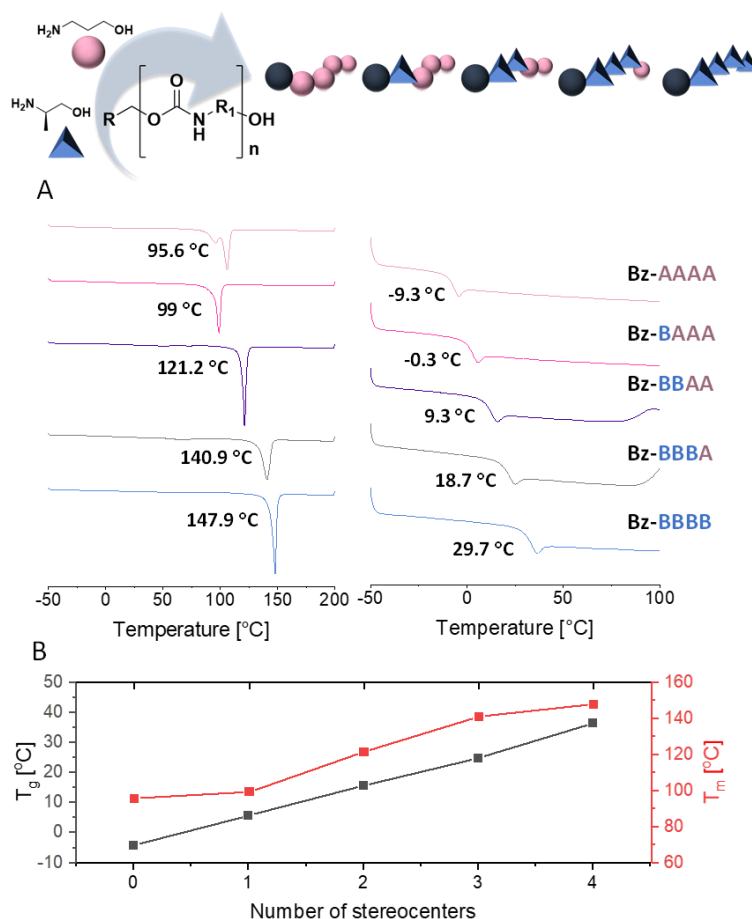 H₂N OH
H₂N OH
O
R O N H R₁ OH
n
A
95.6 °C
99 °C
121.2 °C
140.9 °C
147.9 °C
-50 0 50 100 150 200
Temperature [°C]
-9.3 °C
-0.3 °C
9.3 °C
18.7 °C
29.7 °C
-50 0 50 100
Temperature [°C]
Bz-AAAA
Bz-BAAA
Bz-BBAA
Bz-BBBA
Bz-BBBB
B
50
40
30
20
10
0
-10
Tg [°C]
160
140
120
100
80
60
Tm [°C]
0 1 2 3 4
Number of stereocenters